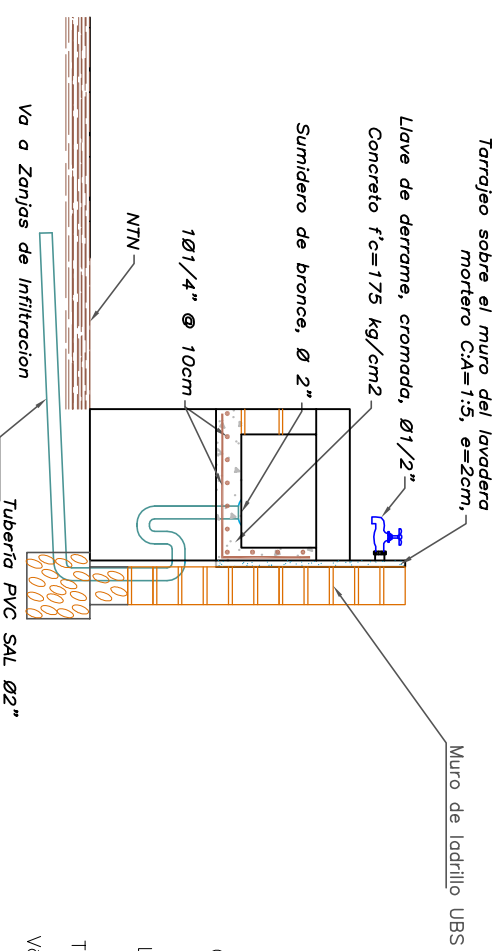 Tarrajeo sobre el muro del lavadera
mortero C:A=1:5, e=2cm,
Llave de derrame, cromada, Ø1/2"
Concreto f'c=175 kg/cm2
Sumidero de bronce, Ø 2"
1Ø1/4" @ 10cm
NTN
Va a Zanjas de Infiltracion
Tubería PVC SAL Ø2"
Muro de ladrillo UBS